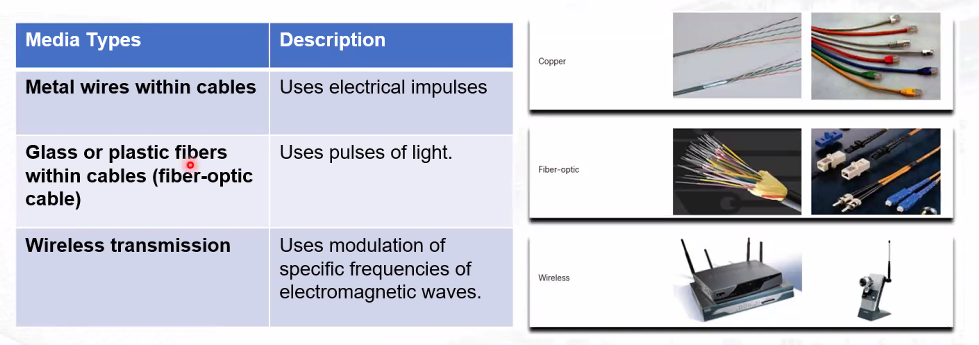 Media Types
Description
Metal wires within cables
Uses electrical impulses
Glass or plastic fibers
within cables (fiber-optic
cable)
Uses pulses of light.
Wireless transmission
Uses modulation of
specific frequencies of
electromagnetic waves.
Copper
Fiber-optic
Wireless